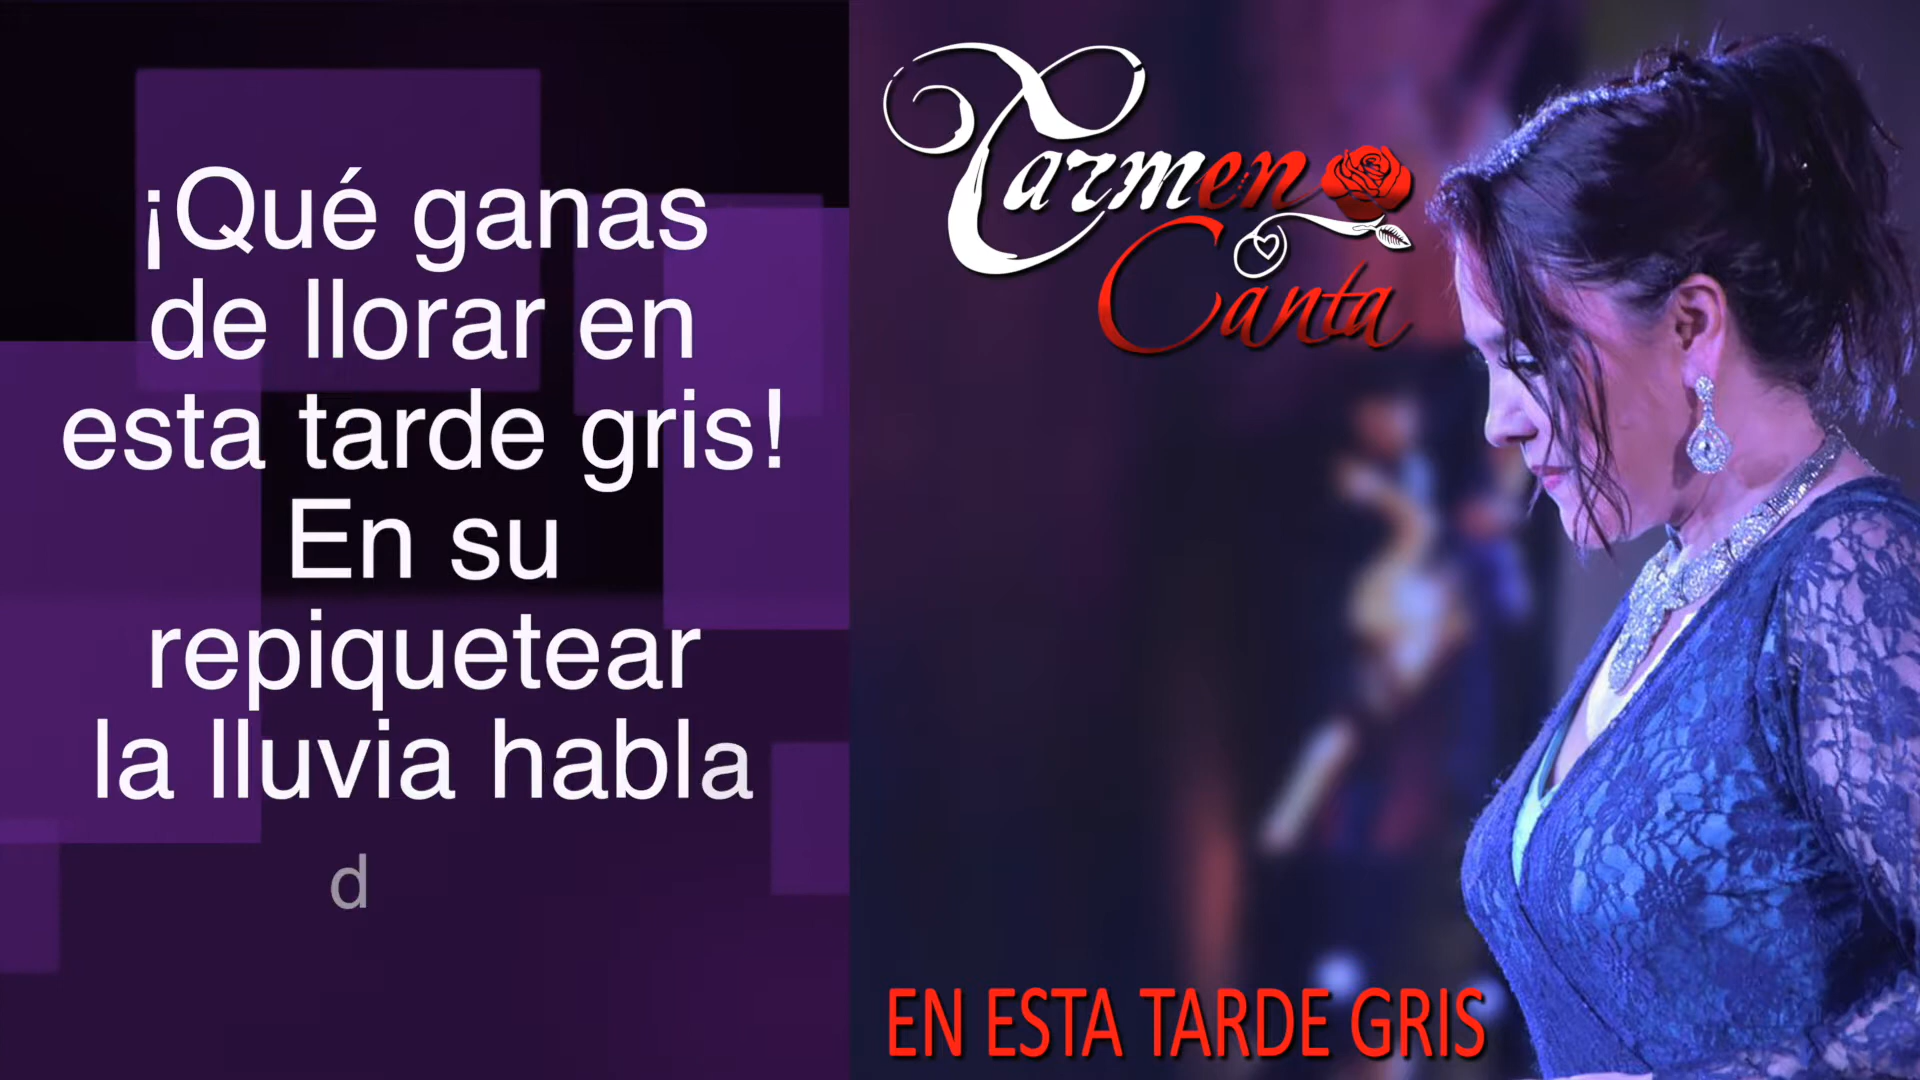 ¡Qué ganas
de llorar en
esta tarde gris!
En su
repiquetear
la lluvia habla
d
Carmen
Canta
EN ESTA TARDE GRIS